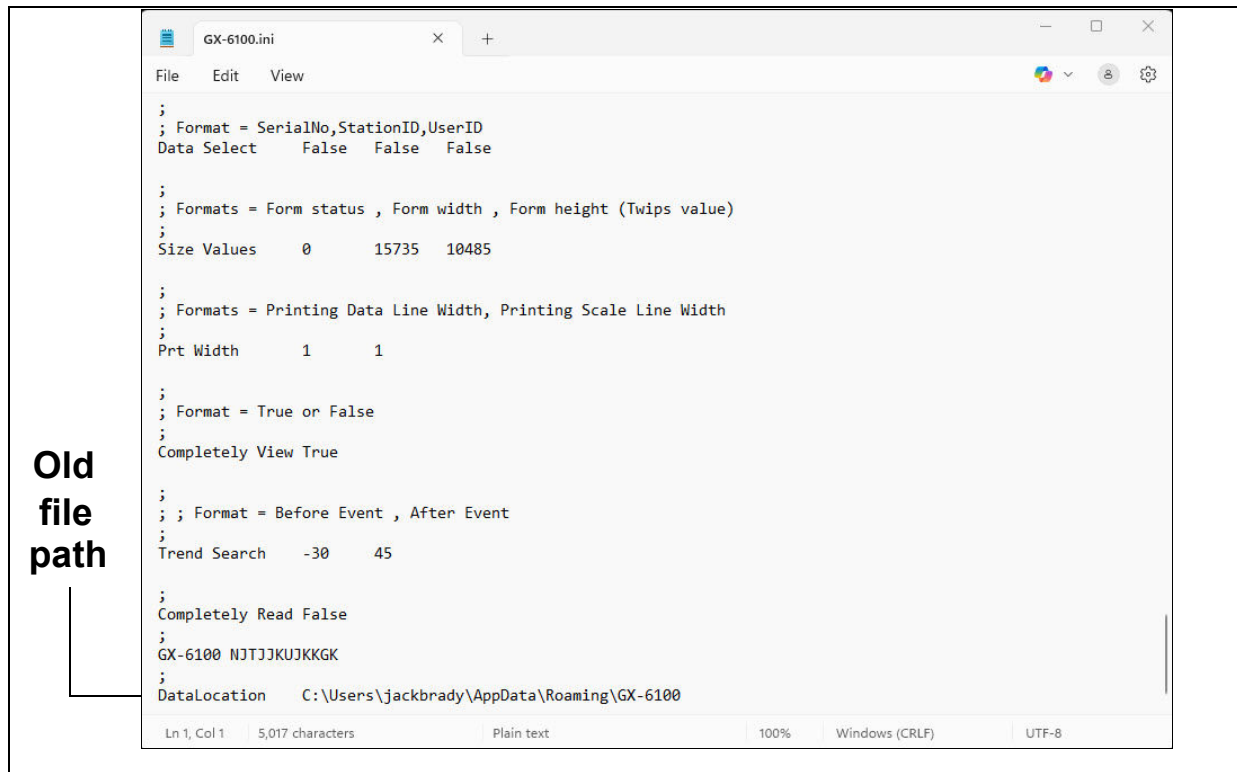 GX-6100.ini
File Edit View
;
; Format = SerialNo,StationID,UserID
Data Select False False False
;
; Formats = Form status , Form width , Form height (Twips value)
;
Size Values 0 15735 10485
;
; Formats = Printing Data Line Width, Printing Scale Line Width
;
Prt Width 1 1
;
; Format = True or False
;
Completely View True
;
; ; Format = Before Event , After Event
;
Trend Search -30 45
;
Completely Read False
;
GX-6100 NJTJJKUJKKGK
;
DataLocation C:\Users\jackbrady\AppData\Roaming\GX-6100
Ln 1, Col 1 5,017 characters Plain text 100% Windows (CRLF) UTF-8
Old
file
path